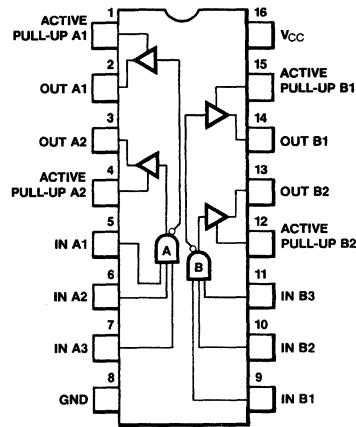 1
ACTIVE
PULL-UP A1
2
OUT A1
3
OUT A2
4
ACTIVE
PULL-UP A2
5
IN A1
6
IN A2
7
IN A3
8
GND
A
B
16
VCC
15
ACTIVE
PULL-UP B1
14
OUT B1
13
OUT B2
12
ACTIVE
PULL-UP B2
11
IN B3
10
IN B2
9
IN B1